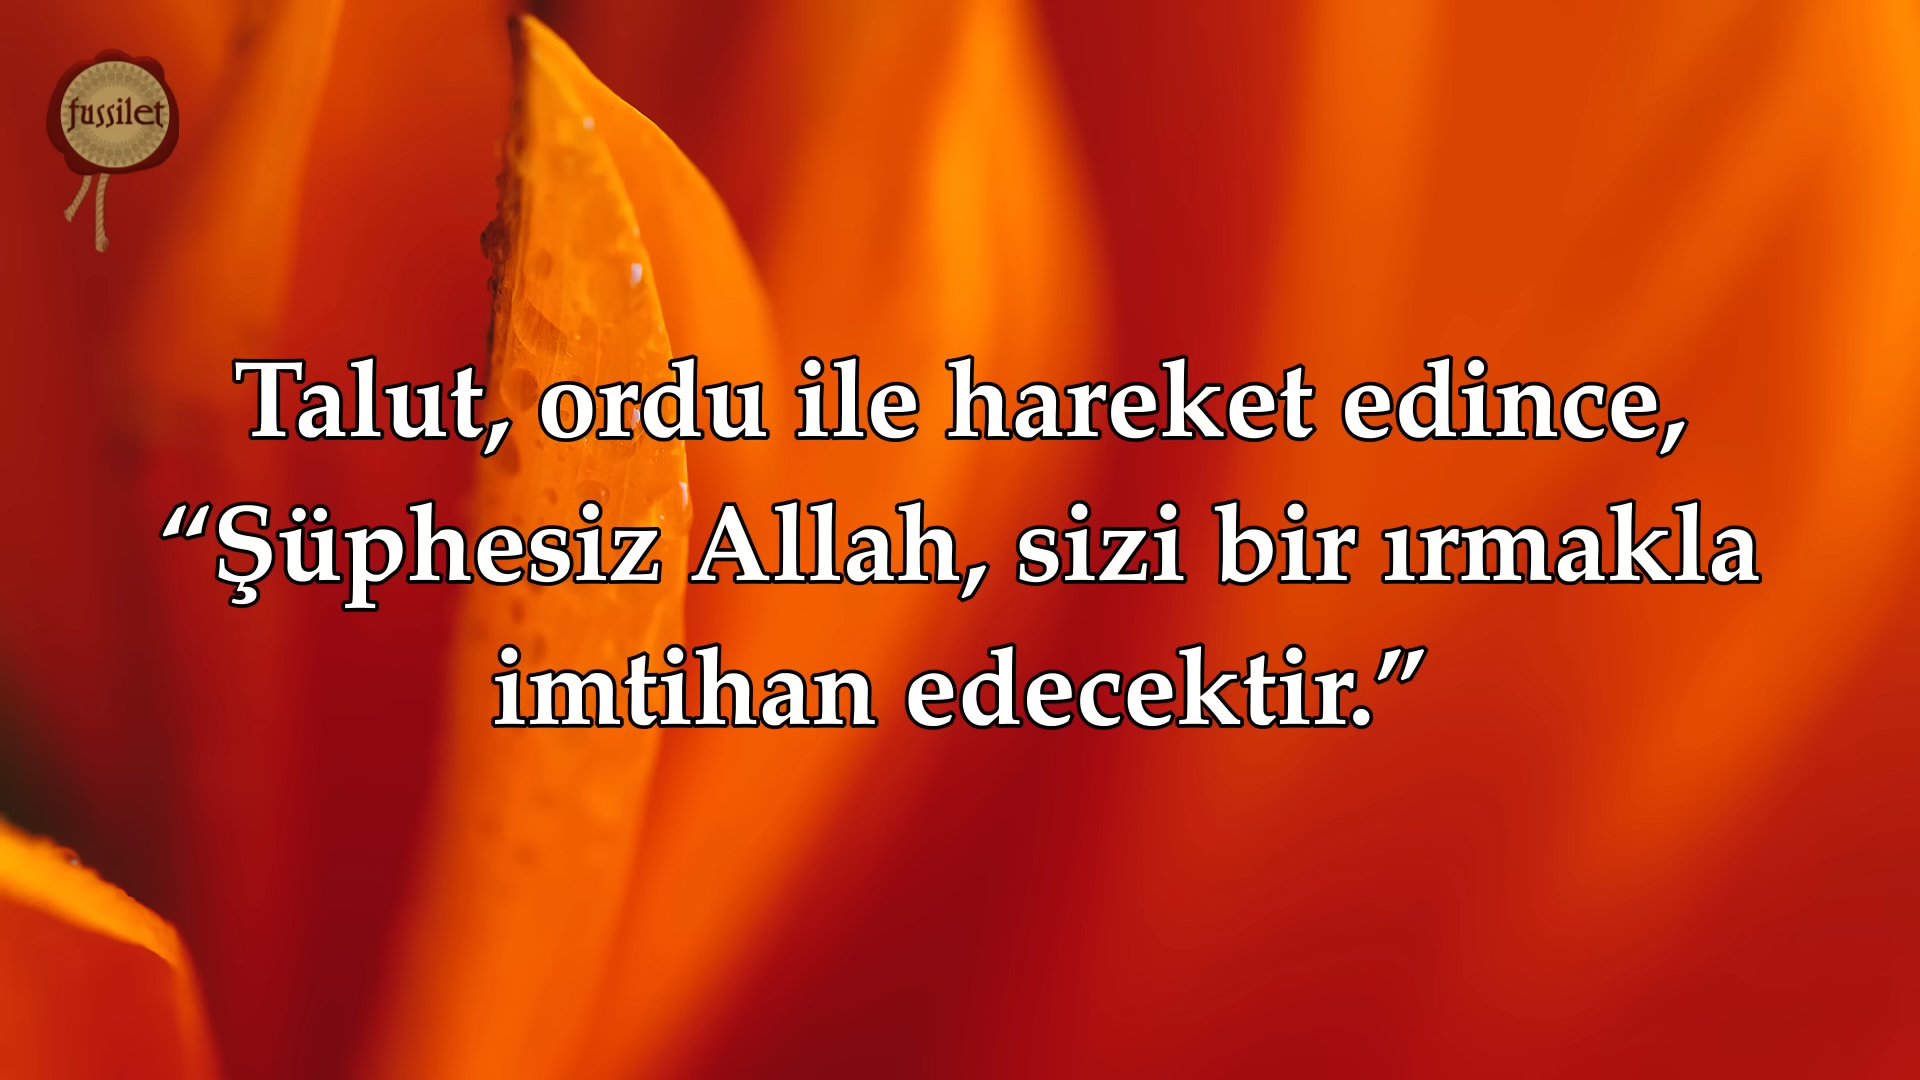 fussilet
Talut, ordu ile hareket edince,
“Şüphesiz Allah, sizi bir ırmakla
imtihan edecektir.”